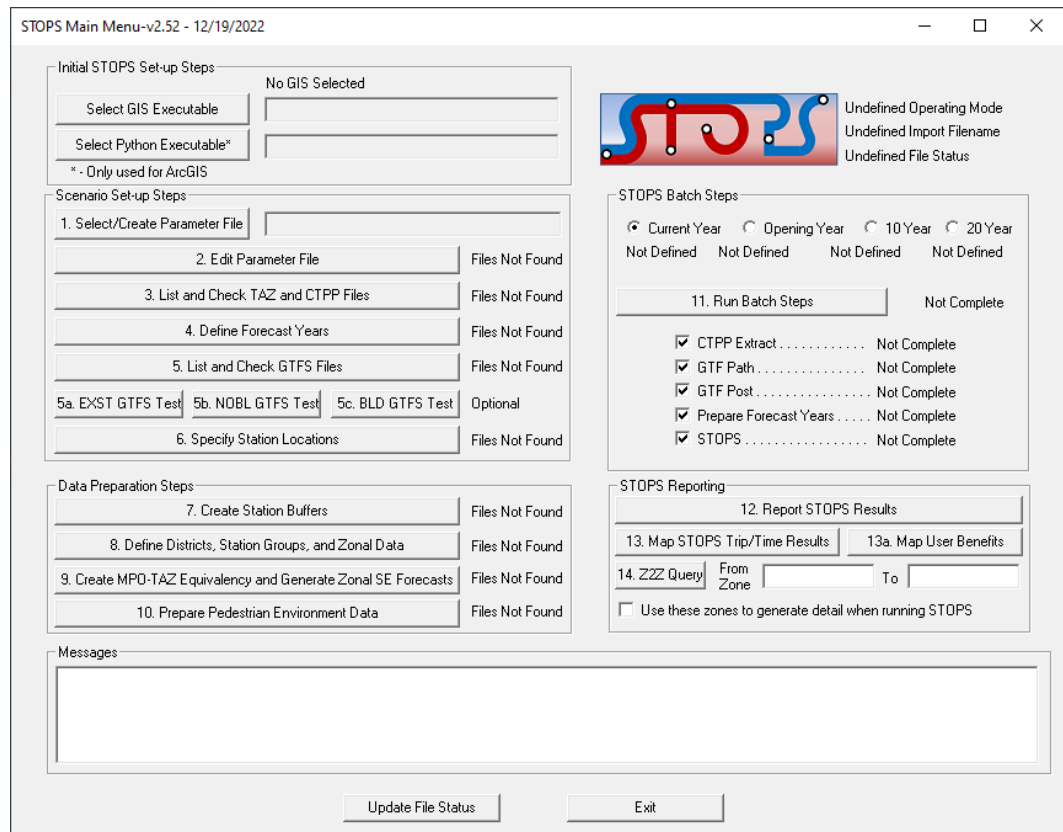 STOPS Main Menu-v2.52 - 12/19/2022
Initial STOPS Set-up Steps
No GIS Selected
Select GIS Executable
Select Python Executable*
* - Only used for ArcGIS
STOPS
Undefined Operating Mode
Undefined Import Filename
Undefined File Status
Scenario Set-up Steps
1. Select/Create Parameter File
2. Edit Parameter File Files Not Found
3. List and Check TAZ and CTPP Files Files Not Found
4. Define Forecast Years Files Not Found
5. List and Check GTFS Files Files Not Found
5a. EXST GTFS Test 5b. NOBL GTFS Test 5c. BLD GTFS Test Optional
6. Specify Station Locations Files Not Found
STOPS Batch Steps
Current Year Opening Year 10 Year 20 Year
Not Defined Not Defined Not Defined Not Defined
11. Run Batch Steps Not Complete
CTPP Extract . . . . . . . . . . . . Not Complete
GTF Path . . . . . . . . . . . . . . . Not Complete
GTF Post . . . . . . . . . . . . . . . Not Complete
Prepare Forecast Years . . . . . Not Complete
STOPS . . . . . . . . . . . . . . . . . Not Complete
Data Preparation Steps
7. Create Station Buffers Files Not Found
8. Define Districts, Station Groups, and Zonal Data Files Not Found
9. Create MPO-TAZ Equivalency and Generate Zonal SE Forecasts Files Not Found
10. Prepare Pedestrian Environment Data Files Not Found
STOPS Reporting
12. Report STOPS Results
13. Map STOPS Trip/Time Results 13a. Map User Benefits
14. Z2Z Query From Zone To
Use these zones to generate detail when running STOPS
Messages
Update File Status Exit